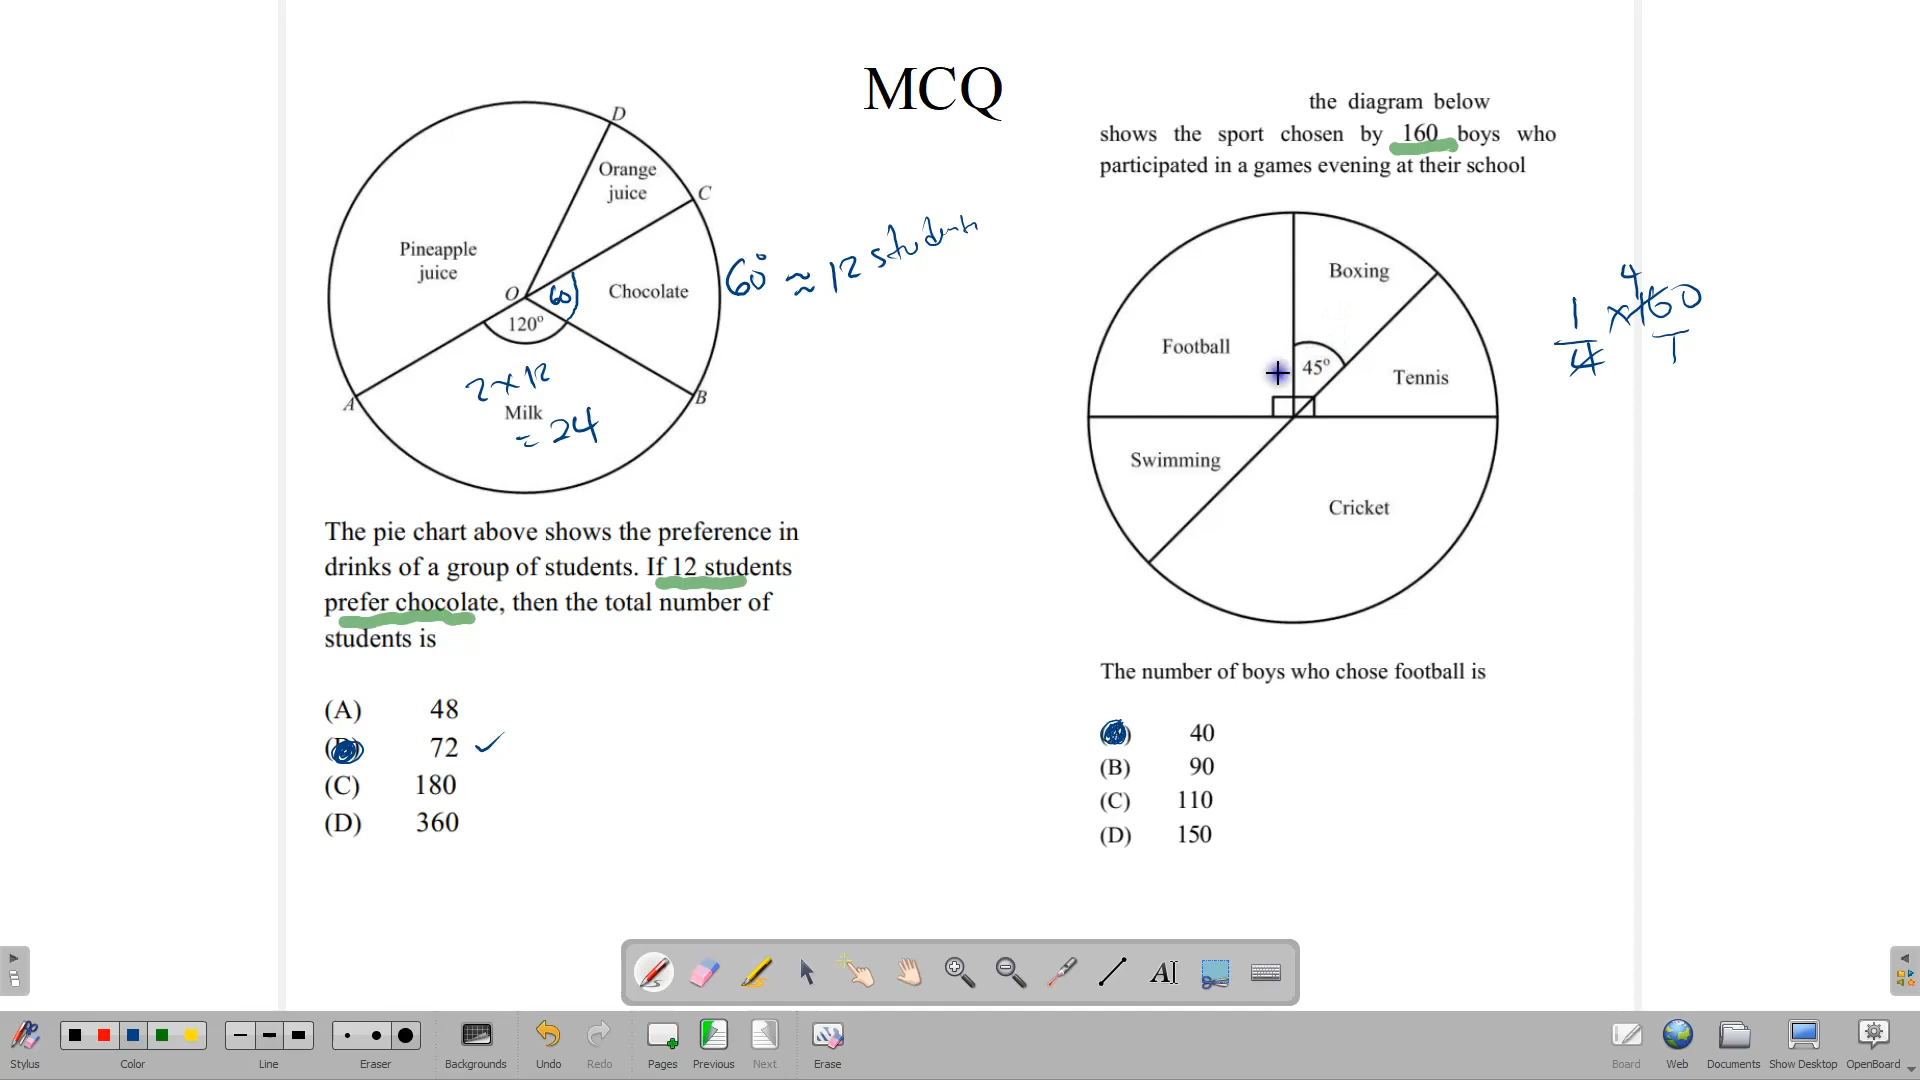 MCQ
D
Orange
juice
C
Pineapple
juice
O
60
Chocolate
120°
60° ≈ 12 students
2 x 12
Milk
= 24
A
B
The pie chart above shows the preference in
drinks of a group of students. If 12 students
prefer chocolate, then the total number of
students is
(A) 48
72 ✓
(C) 180
(D) 360
the diagram below
shows the sport chosen by 160 boys who
participated in a games evening at their school
Boxing
Football
45°
Tennis
Swimming
Cricket
4
1/4 x 160/1
The number of boys who chose football is
40
(B) 90
(C) 110
(D) 150
Stylus
Color
Line
Eraser
Backgrounds
Undo
Redo
Pages
Previous
Next
Erase
Board
Web
Documents
Show Desktop
OpenBoard